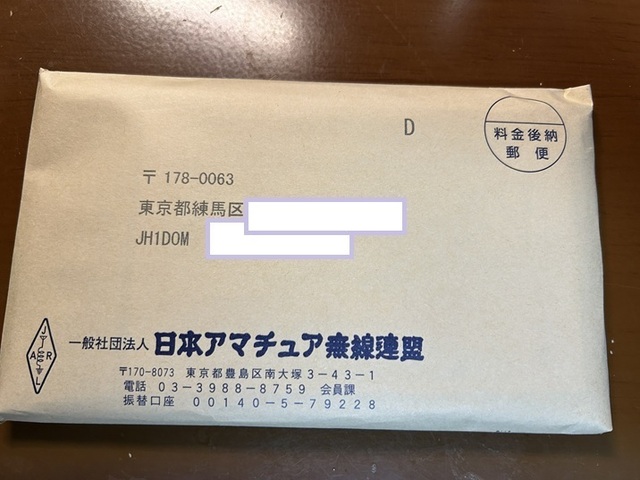 D
料金後納
郵便
〒178-0063
東京都練馬区
JH1DOM
JARL
一般社団法人 日本アマチュア無線連盟
〒170-8073 東京都豊島区南大塚3-43-1
電話 03-3988-8759 会員課
振替口座 00140-5-79228